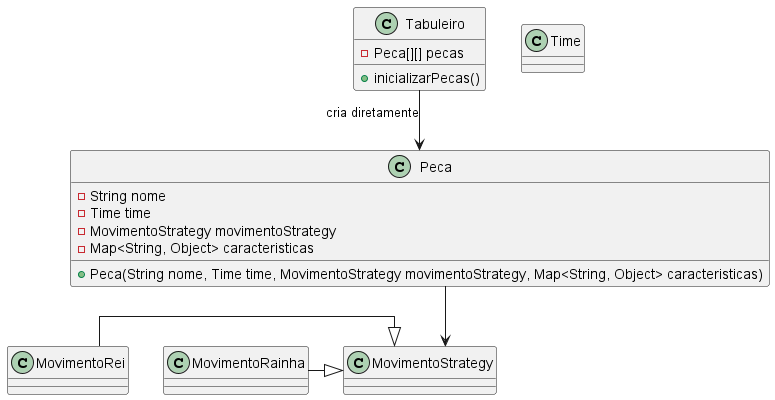 C Tabuleiro
Peca[][] pecas
inicializarPecas()
C Time
cria diretamente
C Peca
String nome
Time time
MovimentoStrategy movimentoStrategy
Map<String, Object> caracteristicas
Peca(String nome, Time time, MovimentoStrategy movimentoStrategy, Map<String, Object> caracteristicas)
C MovimentoRei
C MovimentoRainha
C MovimentoStrategy